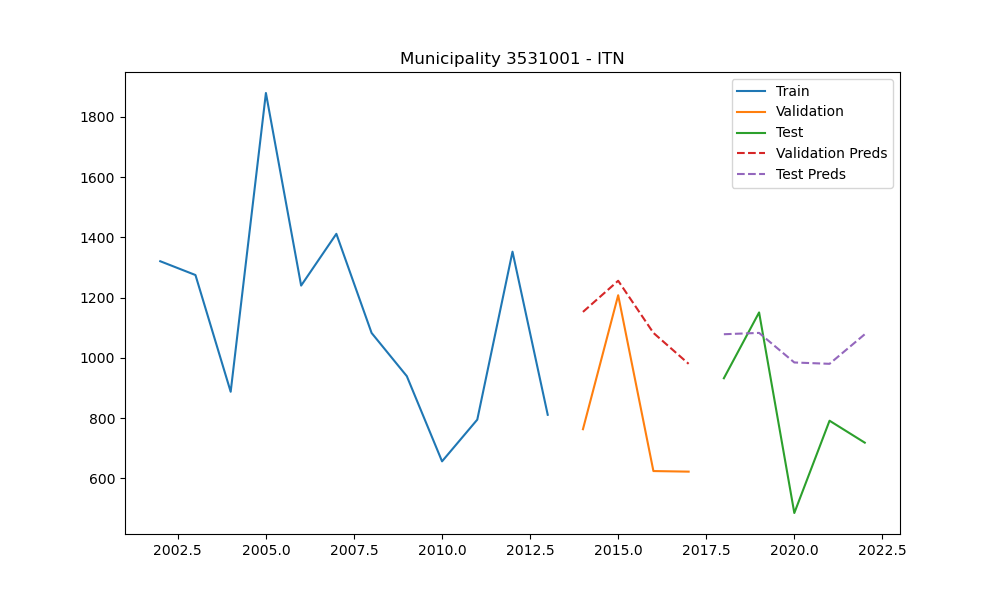 Municipality 3531001 - ITN
Train
Validation
Test
Validation Preds
Test Preds
1800
1600
1400
1200
1000
800
600
2002.5 2005.0 2007.5 2010.0 2012.5 2015.0 2017.5 2020.0 2022.5